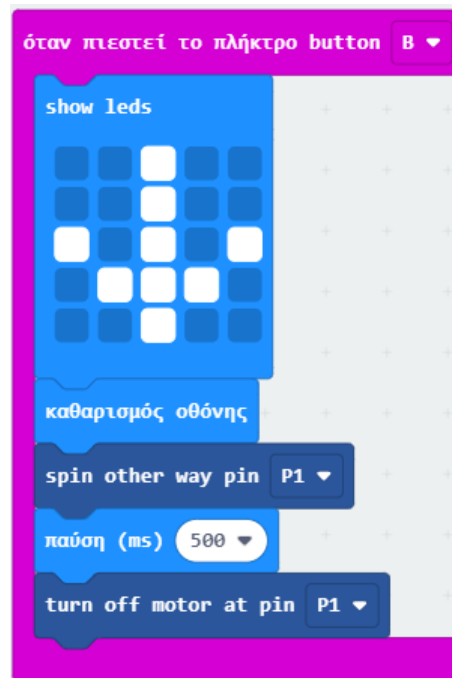 όταν πιεστεί το πλήκτρο button B
show leds
καθαρισμός οθόνης
spin other way pin P1
παύση (ms) 500
turn off motor at pin P1